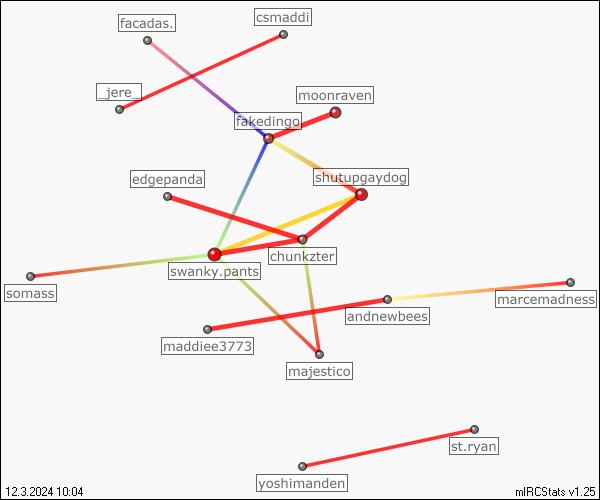 csmaddi
facadas.
_jere_
moonraven
fakedingo
edgepanda
shutupgaydog
chunkzter
swanky.pants
somass
marcemadness
andnewbees
maddiee3773
majestico
st.ryan
yoshimanden
12.3.2024 10:04
mIRCStats v1.25